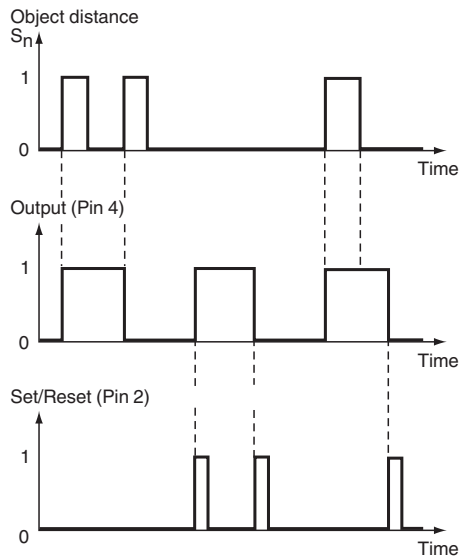 Object distance
Sn
1
0
Time
Output (Pin 4)
1
0
Time
Set/Reset (Pin 2)
1
0
Time